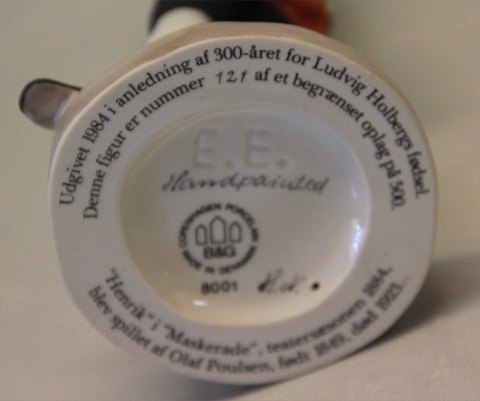 Udgivet 1984 i anledning af 300-året for Ludvig Holbergs fødsel.
Denne figur er nummer 121 af et begrænset oplag på 500.
E.E.
Handpainted
COPENHAGEN PORCELAIN
B&G
MADE IN DENMARK
8001
"Henrik" i "Maskerade", teatersæsonen 1884,
blev spillet af Olaf Poulsen, født 1849, død 1923.